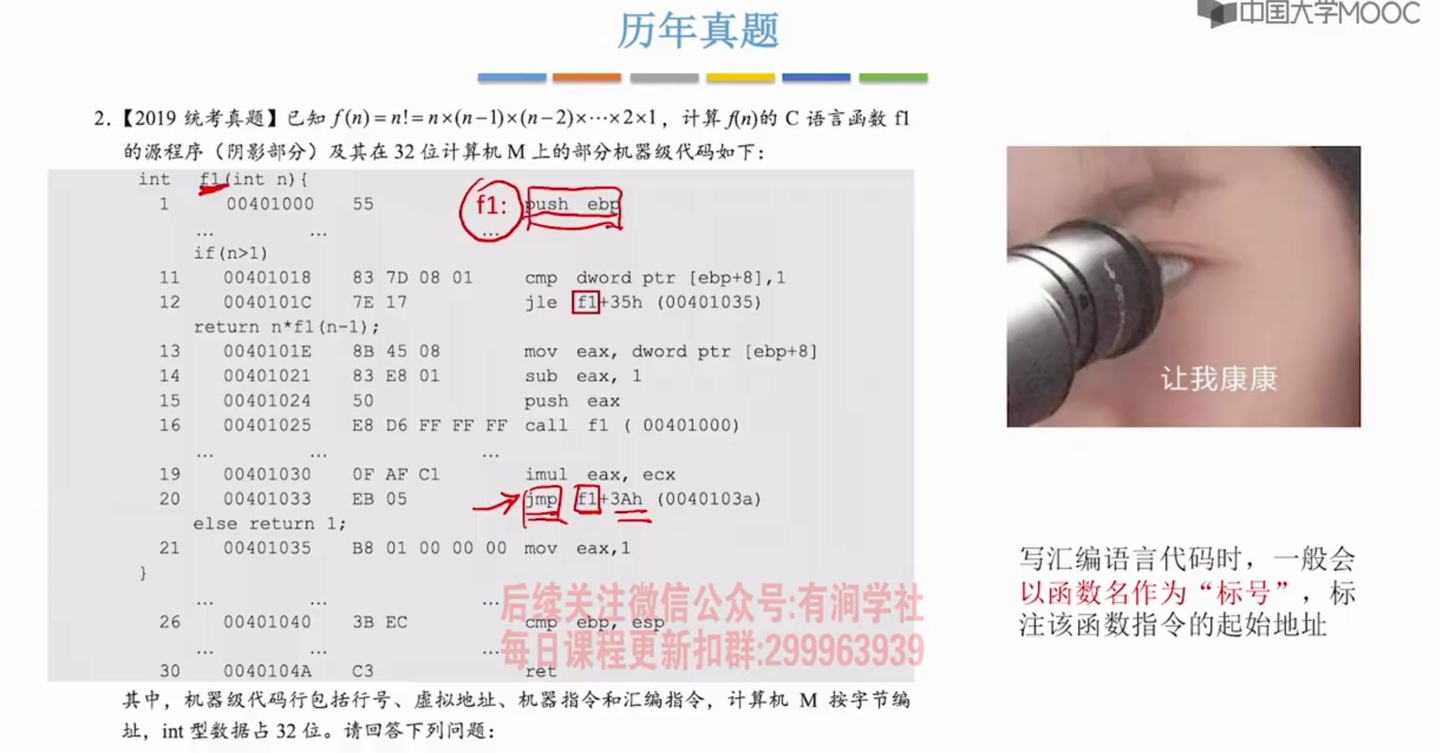 历年真题
中国大学MOOC
2.【2019 统考真题】已知 f(n)=n!=n×(n−1)×(n−2)×⋯×2×1，计算 f(n)的 C 语言函数 f1
的源程序（阴影部分）及其在 32 位计算机 M 上的部分机器级代码如下：
int f1(int n){
1 00401000 55 f1: push ebp
... ... ...
if(n>1)
11 00401018 83 7D 08 01 cmp dword ptr [ebp+8],1
12 0040101C 7E 17 jle f1+35h (00401035)
return n*f1(n-1);
13 0040101E 8B 45 08 mov eax, dword ptr [ebp+8]
14 00401021 83 E8 01 sub eax, 1
15 00401024 50 push eax
16 00401025 E8 D6 FF FF FF call f1 ( 00401000)
... ... ...
19 00401030 0F AF C1 imul eax, ecx
20 00401033 EB 05 jmp f1+3Ah (0040103a)
else return 1;
21 00401035 B8 01 00 00 00 mov eax,1
}
... ... ...
26 00401040 3B EC cmp ebp, esp
... ... ...
30 0040104A C3 ret
其中，机器级代码行包括行号、虚拟地址、机器指令和汇编指令，计算机 M 按字节编
址，int 型数据占 32 位。请回答下列问题：
后续关注微信公众号:有涧学社
每日课程更新扣群:299963939
让我康康
写汇编语言代码时，一般会
以函数名作为“标号”，标
注该函数指令的起始地址